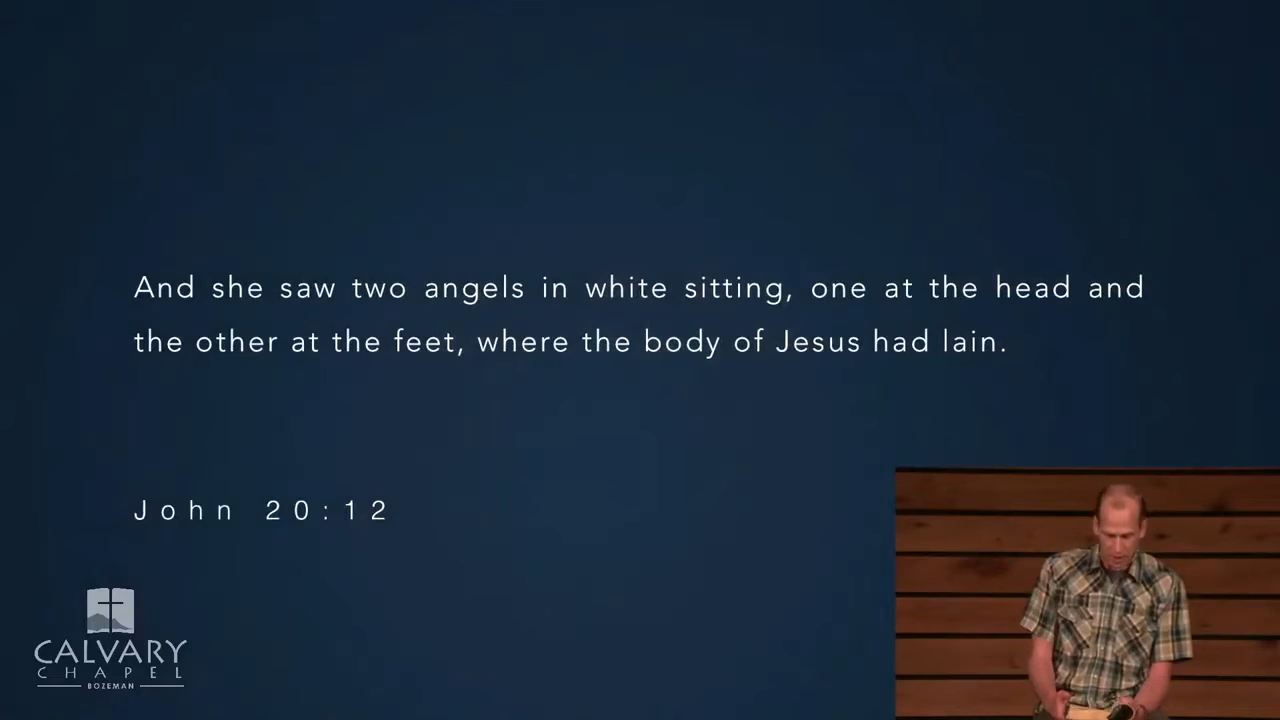 And she saw two angels in white sitting, one at the head and
the other at the feet, where the body of Jesus had lain.
John 20:12
CALVARY
CHAPEL
BOZEMAN